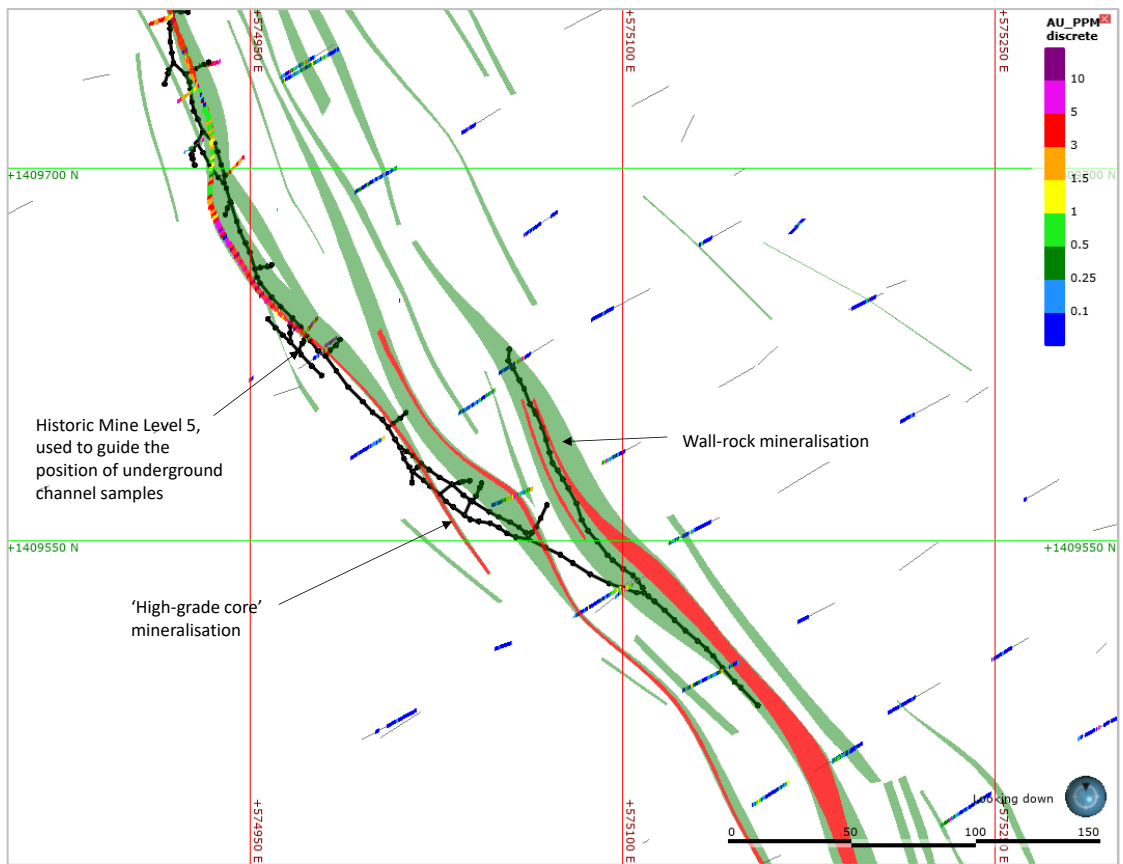 +574950 E
+575100 E
+575250 E
AU_PPM
discrete
10
5
3
1.5
1
0.5
0.25
0.1
+1409700 N
Historic Mine Level 5,
used to guide the
position of underground
channel samples
Wall-rock mineralisation
+1409550 N
+1409550 N
'High-grade core'
mineralisation
Looking down
0
50
100
150
+574950 E
+575100 E